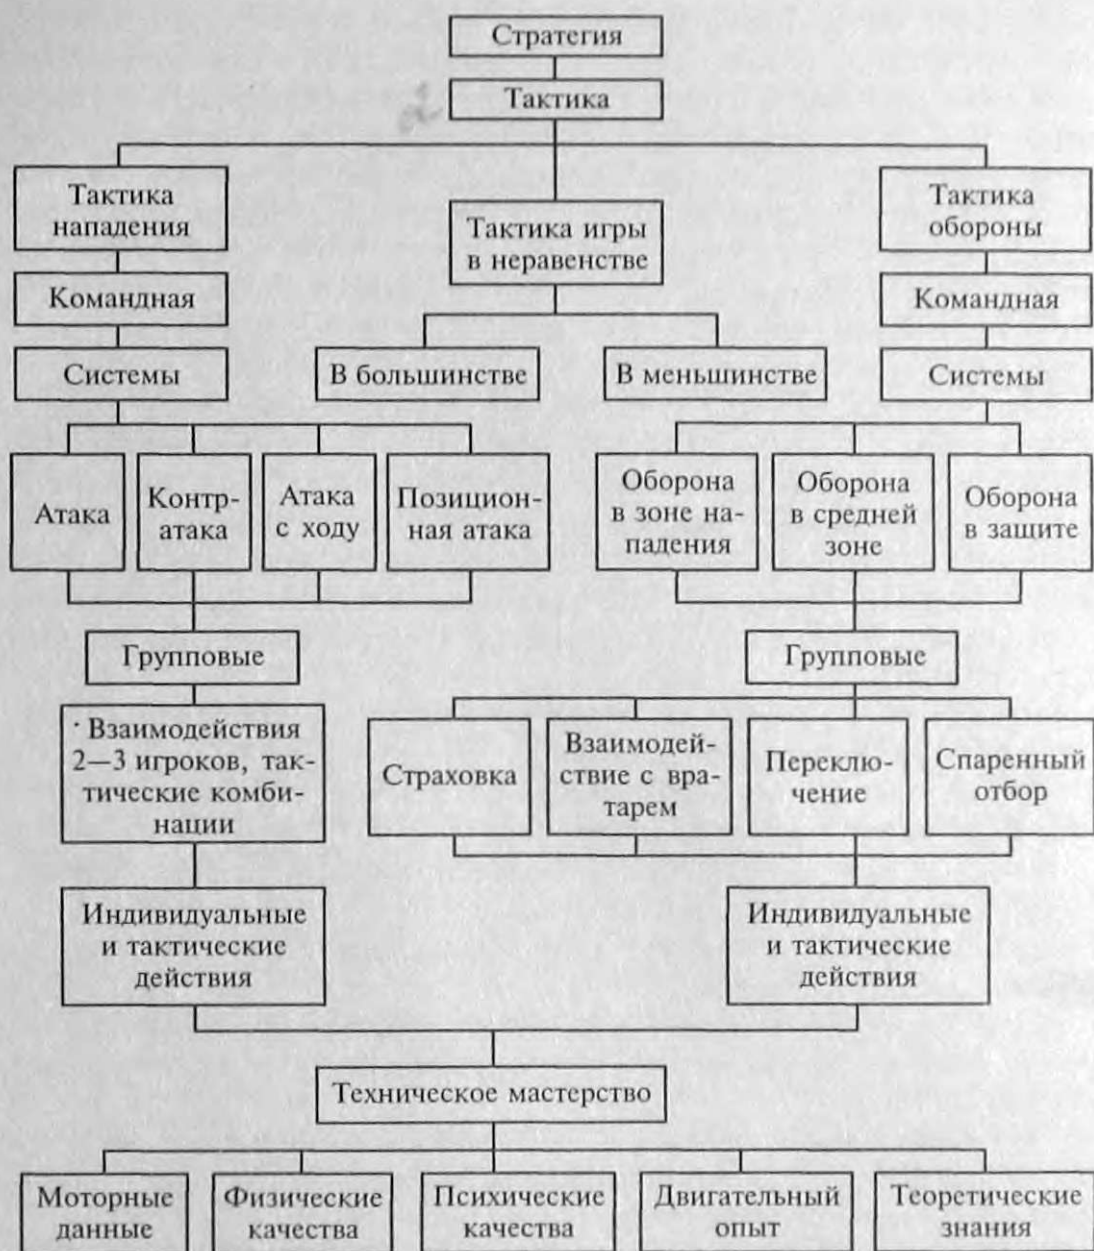 Стратегия
Тактика
Тактика
нападения
Тактика игры
в неравенстве
Тактика
обороны
Командная
Командная
Системы
В большинстве
В меньшинстве
Системы
Атака
Контр-
атака
Атака
с ходу
Позицион-
ная атака
Оборона
в зоне на-
падения
Оборона
в средней
зоне
Оборона
в защите
Групповые
Групповые
Взаимодействия
2—3 игроков, так-
тические комби-
нации
Страховка
Взаимодей-
ствие с вра-
тарем
Переклю-
чение
Спаренный
отбор
Индивидуальные
и тактические
действия
Индивидуальные
и тактические
действия
Техническое мастерство
Моторные
данные
Физические
качества
Психические
качества
Двигательный
опыт
Теоретические
знания